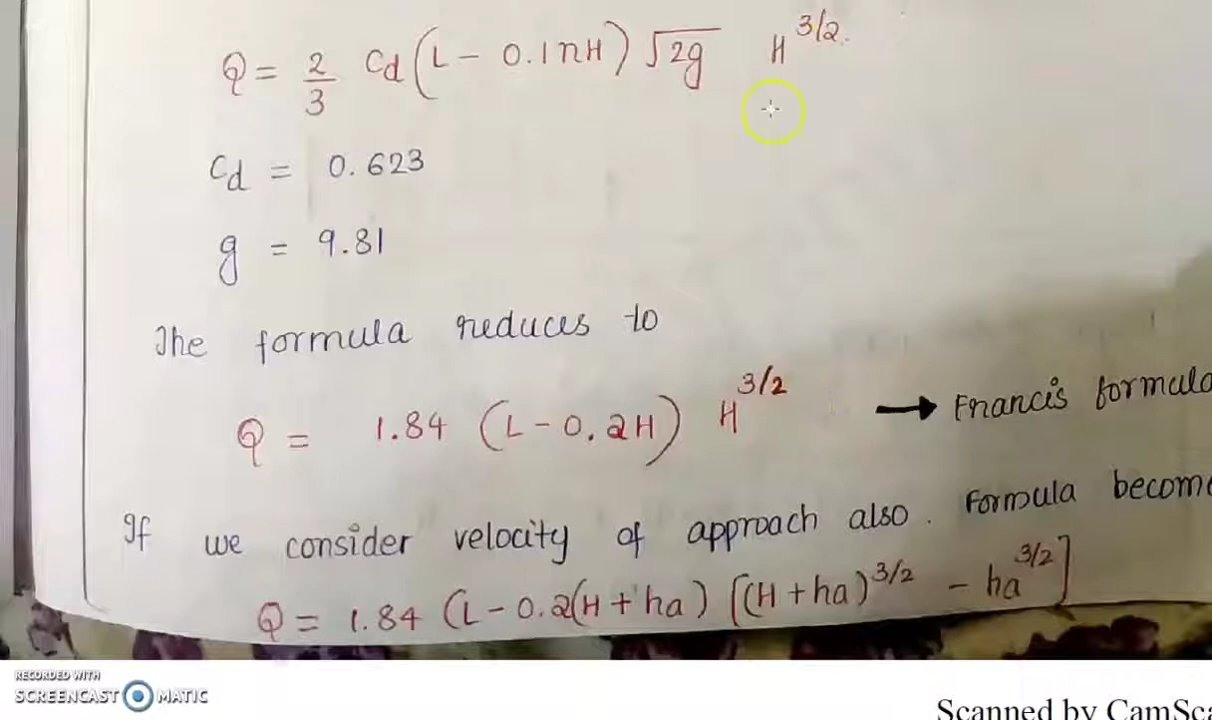 Q = 2/3 Cd (L - 0.1nH) √2g H^3/2.
Cd = 0.623
g = 9.81
The formula reduces to
Q = 1.84 (L - 0.2H) H^3/2 → Francis formula
If we consider velocity of approach also. Formula become
Q = 1.84 (L - 0.2(H + ha) [(H + ha)^3/2 - ha^3/2]
RECORDED WITH
SCREENCAST MATIC
Scanned by CamSca